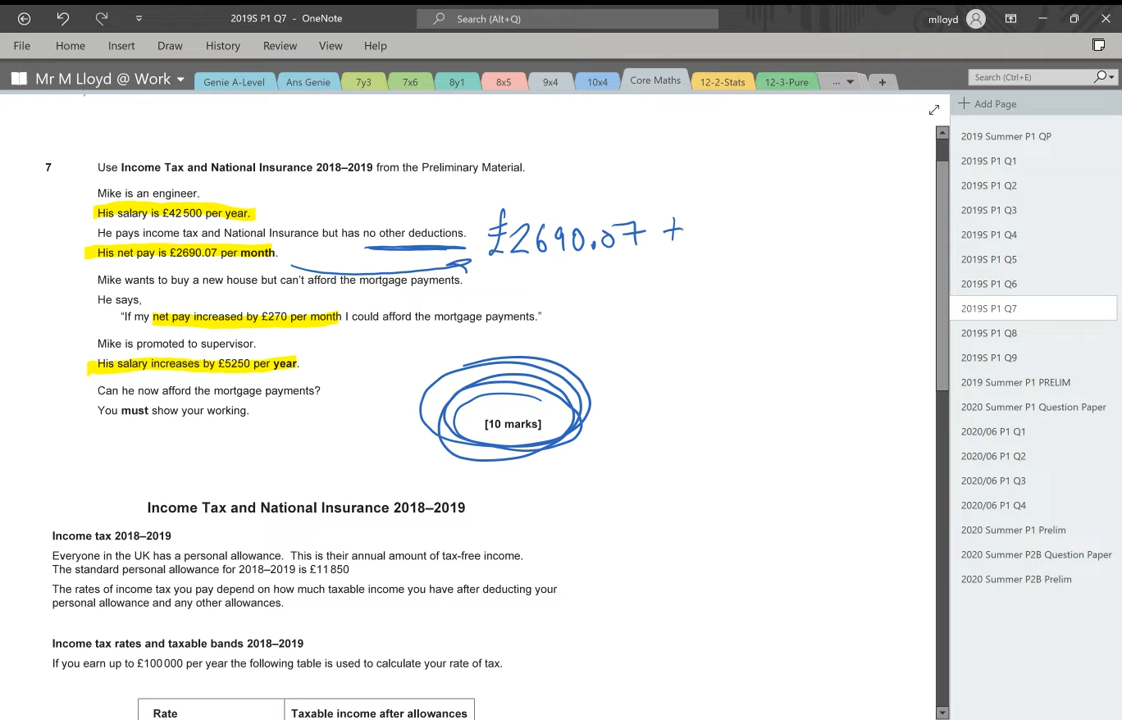 2019S P1 Q7 - OneNote
Search (Alt+Q)
mlloyd
File Home Insert Draw History Review View Help
Mr M Lloyd @ Work
Genie A-Level Ans Genie 7y3 7x6 8y1 8x5 9x4 10x4 Core Maths 12-2-Stats 12-3-Pure ... +
Search (Ctrl+E)
7 Use Income Tax and National Insurance 2018–2019 from the Preliminary Material.
Mike is an engineer.
His salary is £42 500 per year.
He pays income tax and National Insurance but has no other deductions.
His net pay is £2690.07 per month.
£2690.07 +
Mike wants to buy a new house but can't afford the mortgage payments.
He says,
“If my net pay increased by £270 per month I could afford the mortgage payments.”
Mike is promoted to supervisor.
His salary increases by £5250 per year.
Can he now afford the mortgage payments?
You must show your working.
[10 marks]
Income Tax and National Insurance 2018–2019
Income tax 2018–2019
Everyone in the UK has a personal allowance. This is their annual amount of tax-free income.
The standard personal allowance for 2018–2019 is £11 850
The rates of income tax you pay depend on how much taxable income you have after deducting your
personal allowance and any other allowances.
Income tax rates and taxable bands 2018–2019
If you earn up to £100 000 per year the following table is used to calculate your rate of tax.
Rate Taxable income after allowances
Add Page
2019 Summer P1 QP
2019S P1 Q1
2019S P1 Q2
2019S P1 Q3
2019S P1 Q4
2019S P1 Q5
2019S P1 Q6
2019S P1 Q7
2019S P1 Q8
2019S P1 Q9
2019 Summer P1 PRELIM
2020 Summer P1 Question Paper
2020/06 P1 Q1
2020/06 P1 Q2
2020/06 P1 Q3
2020/06 P1 Q4
2020 Summer P1 Prelim
2020 Summer P2B Question Paper
2020 Summer P2B Prelim